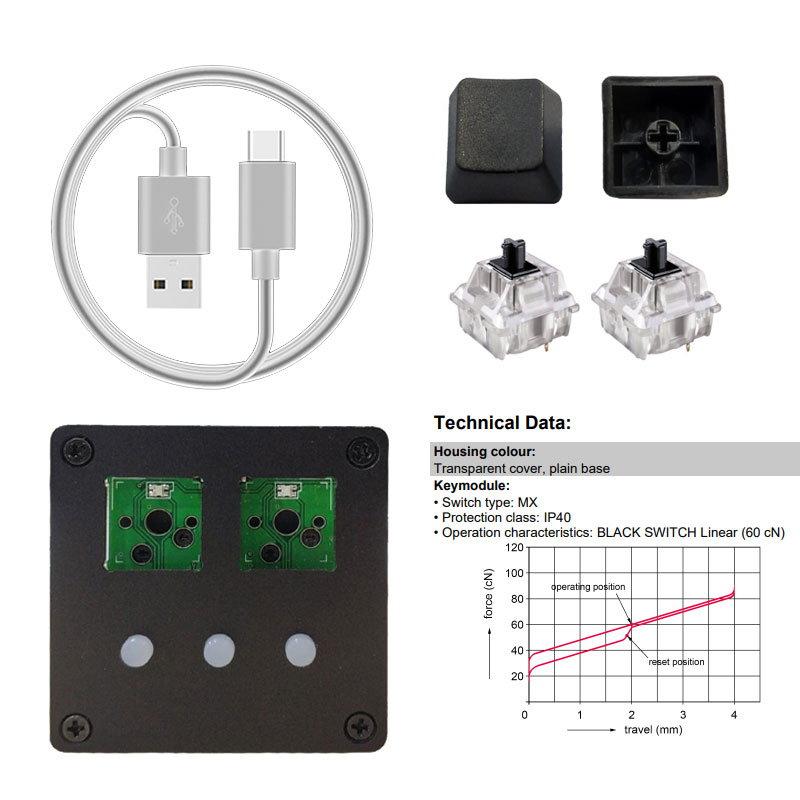 Technical Data:
Housing colour:
Transparent cover, plain base
Keymodule:
• Switch type: MX
• Protection class: IP40
• Operation characteristics: BLACK SWITCH Linear (60 cN)
120
100
80
60
40
20
force (cN)
operating position
reset position
0 1 2 3 4
travel (mm)